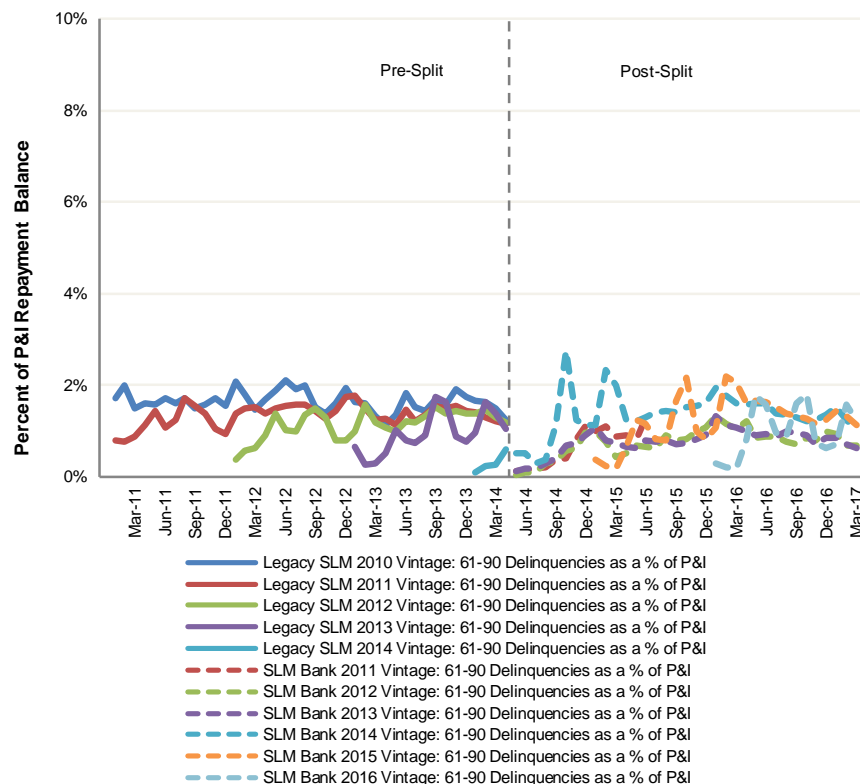 10%
8%
6%
4%
2%
0%
Percent of P&I Repayment Balance
Pre-Split
Post-Split
Mar-11
Jun-11
Sep-11
Dec-11
Mar-12
Jun-12
Sep-12
Dec-12
Mar-13
Jun-13
Sep-13
Dec-13
Mar-14
Jun-14
Sep-14
Dec-14
Mar-15
Jun-15
Sep-15
Dec-15
Mar-16
Jun-16
Sep-16
Dec-16
Mar-17
Legacy SLM 2010 Vintage: 61-90 Delinquencies as a % of P&I
Legacy SLM 2011 Vintage: 61-90 Delinquencies as a % of P&I
Legacy SLM 2012 Vintage: 61-90 Delinquencies as a % of P&I
Legacy SLM 2013 Vintage: 61-90 Delinquencies as a % of P&I
Legacy SLM 2014 Vintage: 61-90 Delinquencies as a % of P&I
SLM Bank 2011 Vintage: 61-90 Delinquencies as a % of P&I
SLM Bank 2012 Vintage: 61-90 Delinquencies as a % of P&I
SLM Bank 2013 Vintage: 61-90 Delinquencies as a % of P&I
SLM Bank 2014 Vintage: 61-90 Delinquencies as a % of P&I
SLM Bank 2015 Vintage: 61-90 Delinquencies as a % of P&I
SLM Bank 2016 Vintage: 61-90 Delinquencies as a % of P&I